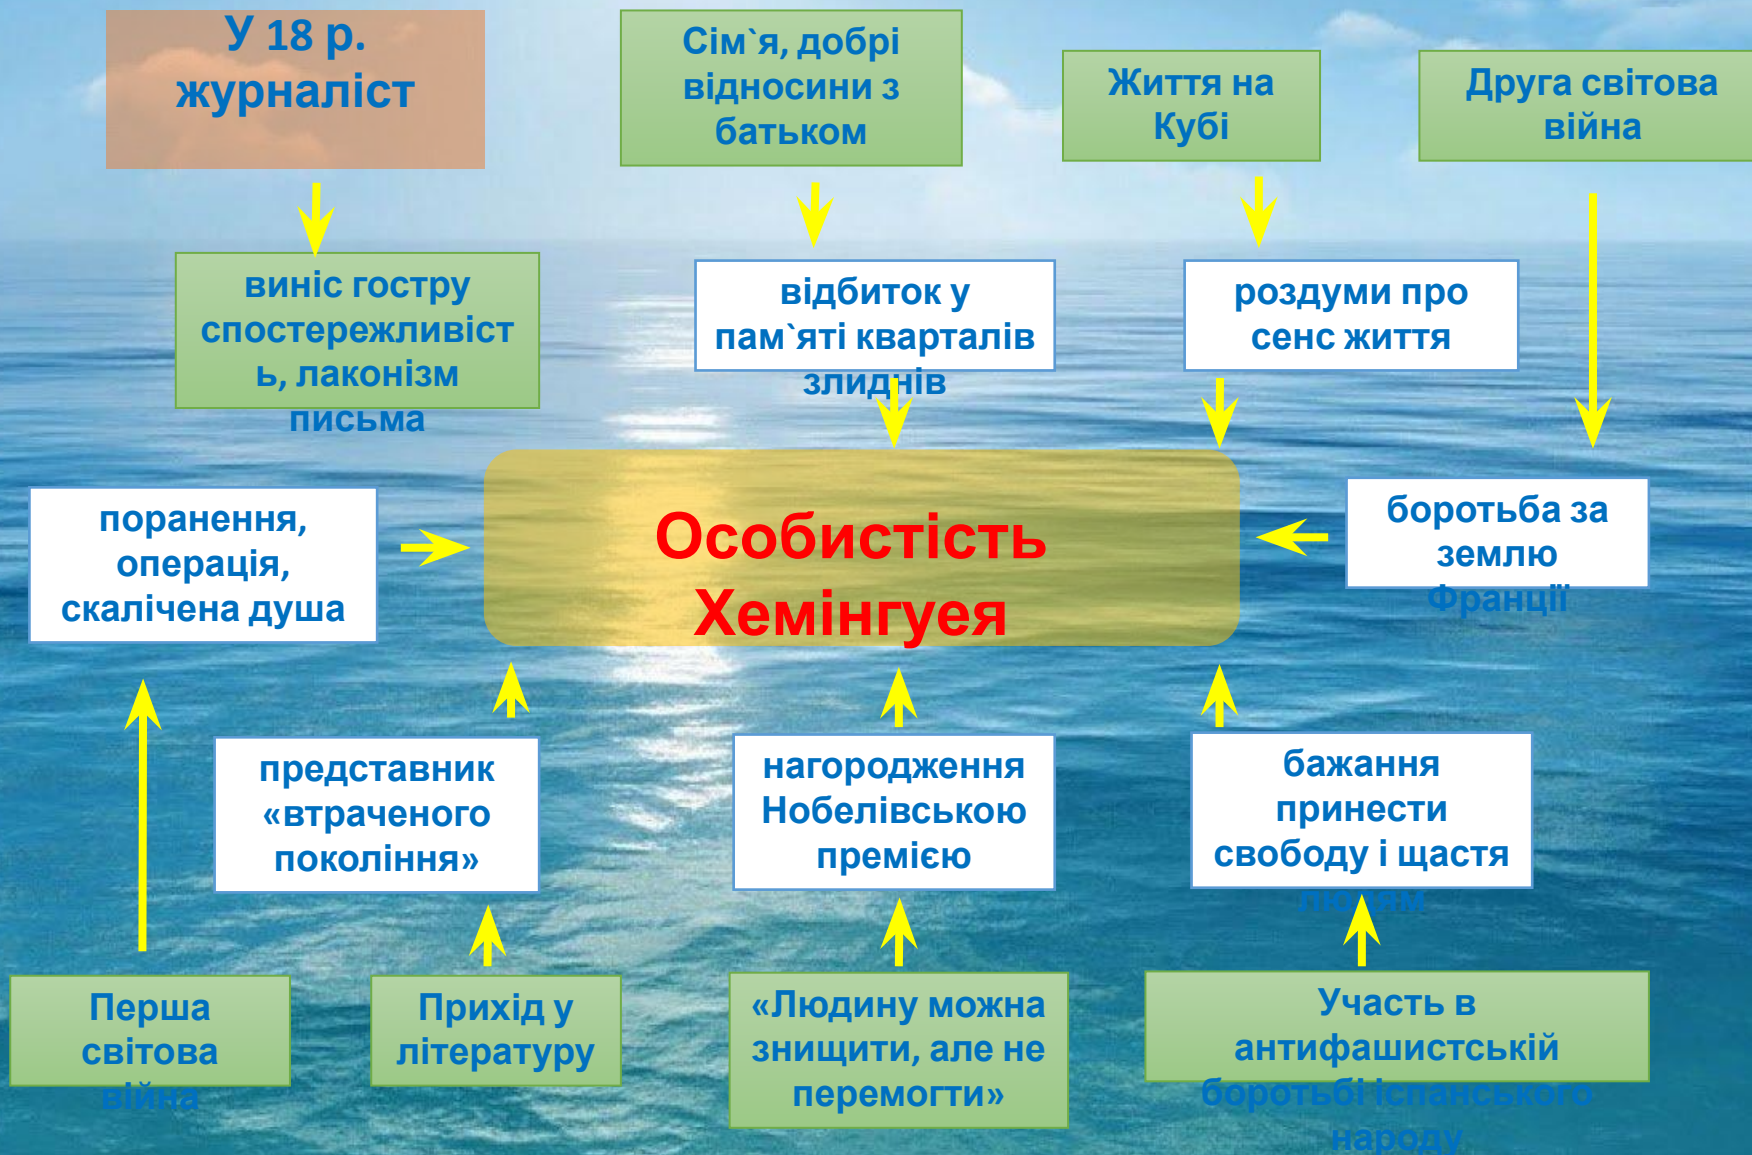 У 18 р.
журналіст
Сім`я, добрі
відносини з
батьком
Життя на
Кубі
Друга світова
війна
виніс гостру
спостережливіст
ь, лаконізм
письма
відбиток у
пам`яті кварталів
злиднів
роздуми про
сенс життя
поранення,
операція,
скалічена душа
Особистість
Хемінгуея
боротьба за
землю
Франції
представник
«втраченого
покоління»
нагородження
Нобелівською
премією
бажання
принести
свободу і щастя
людям
Перша
світова
війна
Прихід у
літературу
«Людину можна
знищити, але не
перемогти»
Участь в
антифашистській
боротьбі іспанського
народу